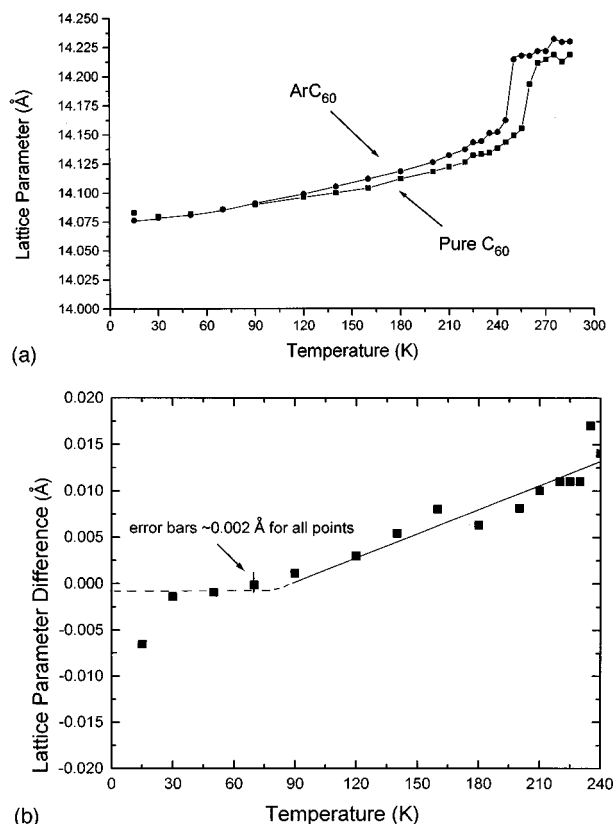 14.250
14.225
14.200
14.175
14.150
14.125
14.100
14.075
14.050
14.025
14.000
Lattice Parameter (Å)
ArC₆₀
Pure C₆₀
0 30 60 90 120 150 180 210 240 270 300
Temperature (K)
(a)
0.020
0.015
0.010
0.005
0.000
-0.005
-0.010
-0.015
-0.020
Lattice Parameter Difference (Å)
error bars ~0.002 Å for all points
0 30 60 90 120 150 180 210 240
Temperature (K)
(b)